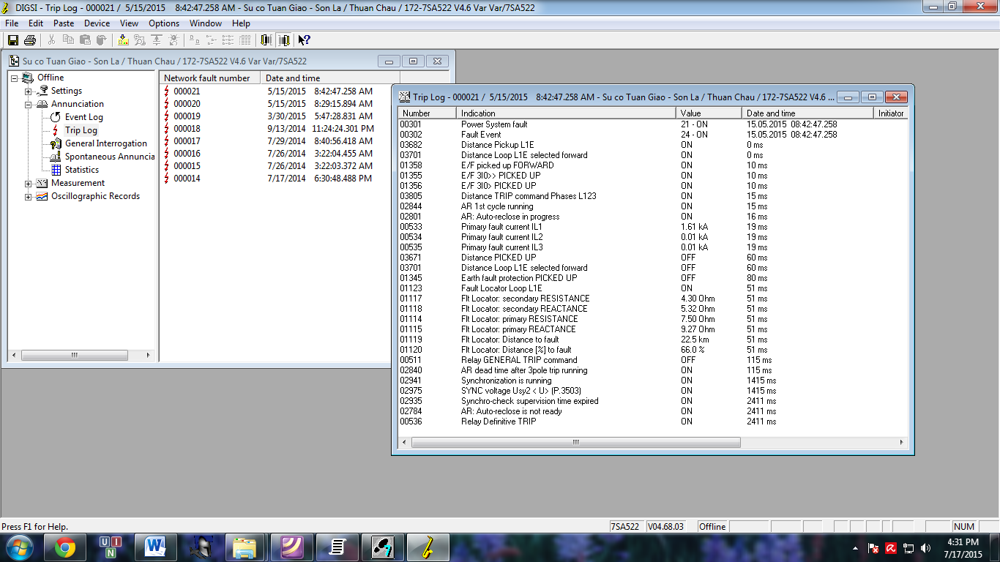 DIGSI - Trip Log - 000021 / 5/15/2015 8:42:47.258 AM - Su co Tuan Giao - Son La / Thuan Chau / 172-7SA522 V4.6 Var Var/7SA522
File Edit Paste Device View Options Window Help
Su co Tuan Giao - Son La / Thuan Chau / 172-7SA522 V4.6 Var Var/7SA522
Offline
Settings
Annunciation
Event Log
Trip Log
General Interrogation
Spontaneous Annuncia
Statistics
Measurement
Oscillographic Records
Network fault number Date and time
000021 5/15/2015 8:42:47.258 AM
000020 5/15/2015 8:29:15.894 AM
000019 3/30/2015 5:47:28.831 AM
000018 9/13/2014 11:24:24.301 PM
000017 7/29/2014 8:40:56.418 AM
000016 7/26/2014 3:22:04.455 AM
000015 7/26/2014 3:22:03.372 AM
000014 7/17/2014 6:30:48.488 PM
Trip Log - 000021 / 5/15/2015 8:42:47.258 AM - Su co Tuan Giao - Son La / Thuan Chau / 172-7SA522 V4.6 ...
Number Indication Value Date and time Initiator
00301 Power System fault 21 - ON 15.05.2015 08:42:47.258
00302 Fault Event 24 - ON 15.05.2015 08:42:47.258
03682 Distance Pickup L1E ON 0 ms
03701 Distance Loop L1E selected forward ON 0 ms
01358 E/F picked up FORWARD ON 10 ms
01355 E/F 3I0>> PICKED UP ON 10 ms
01356 E/F 3I0> PICKED UP ON 10 ms
03805 Distance TRIP command Phases L123 ON 15 ms
02844 AR 1st cycle running ON 15 ms
02801 AR: Auto-reclose in progress ON 16 ms
00533 Primary fault current IL1 1.61 kA 19 ms
00534 Primary fault current IL2 0.01 kA 19 ms
00535 Primary fault current IL3 0.01 kA 19 ms
03671 Distance PICKED UP OFF 60 ms
03701 Distance Loop L1E selected forward OFF 60 ms
01345 Earth fault protection PICKED UP OFF 80 ms
01123 Fault Locator Loop L1E ON 51 ms
01117 Flt Locator: secondary RESISTANCE 4.30 Ohm 51 ms
01118 Flt Locator: secondary REACTANCE 5.32 Ohm 51 ms
01114 Flt Locator: primary RESISTANCE 7.50 Ohm 51 ms
01115 Flt Locator: primary REACTANCE 9.27 Ohm 51 ms
01119 Flt Locator: Distance to fault 22.5 km 51 ms
01120 Flt Locator: Distance [%] to fault 66.0 % 51 ms
00511 Relay GENERAL TRIP command OFF 115 ms
02840 AR dead time after 3pole trip running ON 115 ms
02941 Synchronization is running ON 1415 ms
02975 SYNC voltage Usy2 < U> (P.3503) ON 1415 ms
02935 Synchro-check supervision time expired ON 2411 ms
02784 AR: Auto-reclose is not ready ON 2411 ms
00536 Relay Definitive TRIP ON 2411 ms
Press F1 for Help. 7SA522 V04.68.03 Offline NUM
U I N W
4:31 PM
7/17/2015